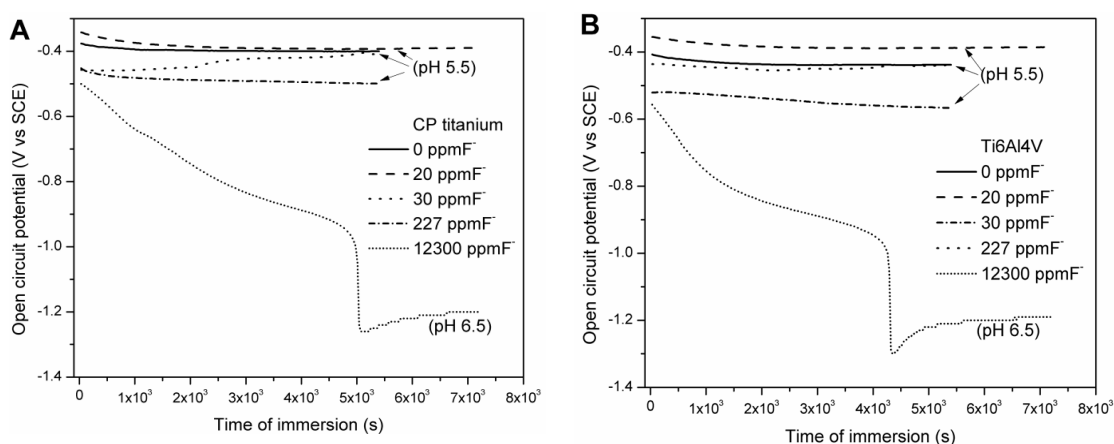 A
Open circuit potential (V vs SCE)
-0.4
-0.6
-0.8
-1.0
-1.2
-1.4
(pH 5.5)
CP titanium
0 ppmF⁻
20 ppmF⁻
30 ppmF⁻
227 ppmF⁻
12300 ppmF⁻
(pH 6.5)
0 1x10³ 2x10³ 3x10³ 4x10³ 5x10³ 6x10³ 7x10³ 8x10³
Time of immersion (s)
B
Open circuit potential (V vs SCE)
-0.4
-0.6
-0.8
-1.0
-1.2
-1.4
(pH 5.5)
Ti6Al4V
0 ppmF⁻
20 ppmF⁻
30 ppmF⁻
227 ppmF⁻
12300 ppmF⁻
(pH 6.5)
0 1x10³ 2x10³ 3x10³ 4x10³ 5x10³ 6x10³ 7x10³ 8x10³
Time of immersion (s)